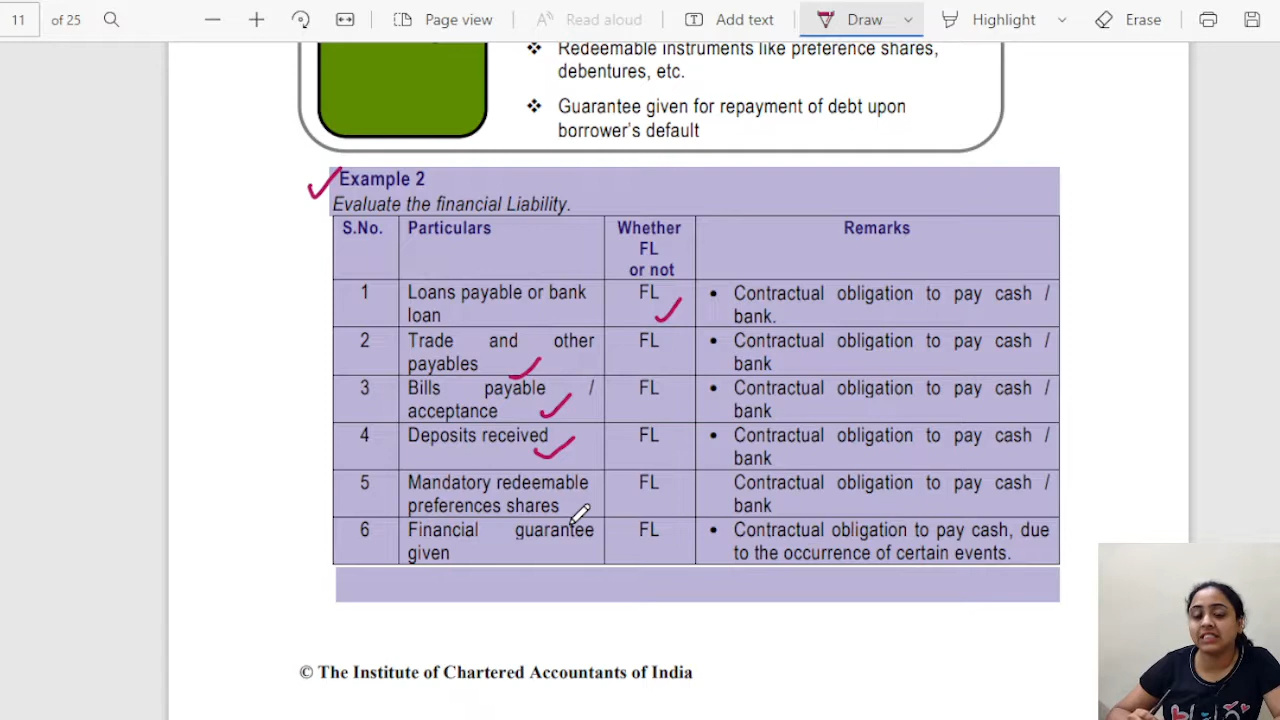 11 of 25 Page view Read aloud Add text Draw Highlight Erase
Redeemable instruments like preference shares,
debentures, etc.
Guarantee given for repayment of debt upon
borrower's default
Example 2
Evaluate the financial Liability.
S.No. Particulars Whether FL or not Remarks
1 Loans payable or bank loan FL • Contractual obligation to pay cash / bank.
2 Trade and other payables FL • Contractual obligation to pay cash / bank
3 Bills payable / acceptance FL • Contractual obligation to pay cash / bank
4 Deposits received FL • Contractual obligation to pay cash / bank
5 Mandatory redeemable preferences shares FL Contractual obligation to pay cash / bank
6 Financial guarantee given FL • Contractual obligation to pay cash, due to the occurrence of certain events.
© The Institute of Chartered Accountants of India